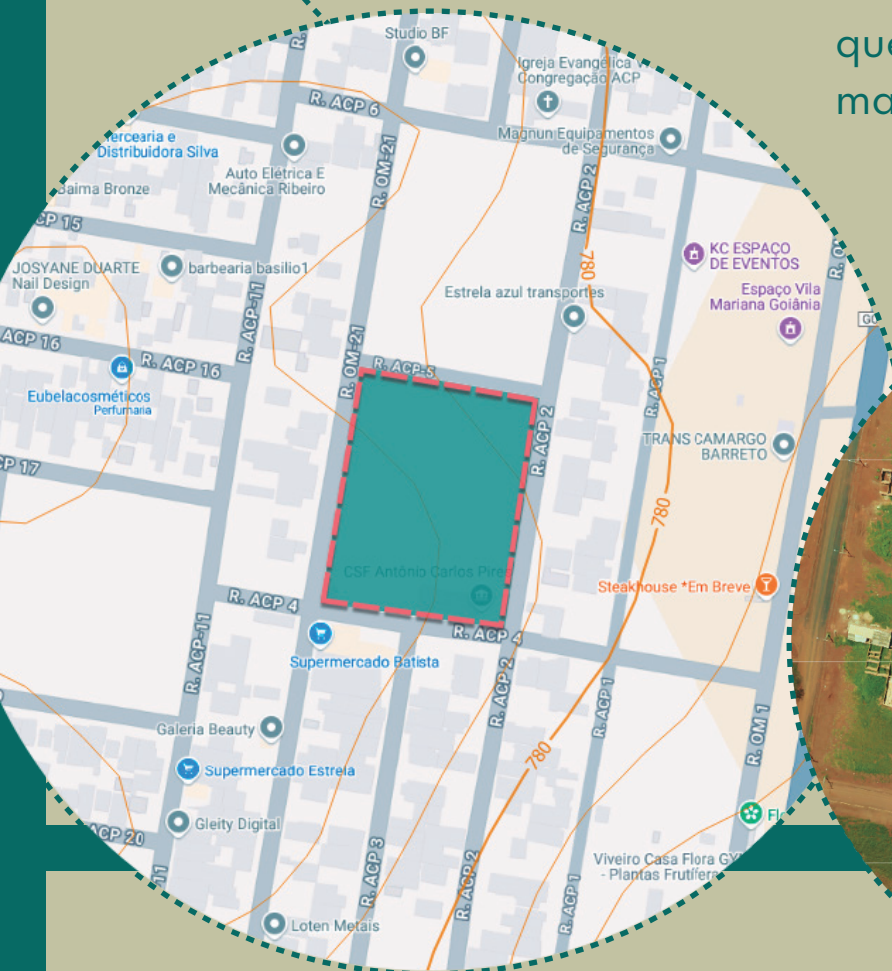 que
ma
Studio BF
R.
Igreja Evangélica V
Congregação ACP
R. ACP 6
Magnun Equipamentos
de Segurança
ercearia e
Distribuidora Silva
Auto Elétrica E
Mecânica Ribeiro
R. OM-21
Baima Bronze
R. ACP 2
CP 15
KC ESPAÇO
DE EVENTOS
780
JOSYANE DUARTE
Nail Design
barbearia basilio1
Estrela azul transportes
Espaço Vila
Mariana Goiânia
R. ACP-11
GO
ACP 16
R. ACP 16
R. OM-21
R. ACP-5
R. ACP 1
Eubelacosméticos
Perfumaria
R. ACP 2
TRANS CAMARGO
BARRETO
CP 17
780
CSF Antônio Carlos Pires
Steakhouse *Em Breve
R. ACP 4
R. ACP 4
Supermercado Batista
R. ACP-11
R. ACP 2
R. ACP 1
Galeria Beauty
R. OM 1
780
Supermercado Estrela
Gleity Digital
Fl
ACP 20
Viveiro Casa Flora GY
- Plantas Frutífera
R. ACP 3
R. ACP 2
R. ACP 1
11
Loten Metais